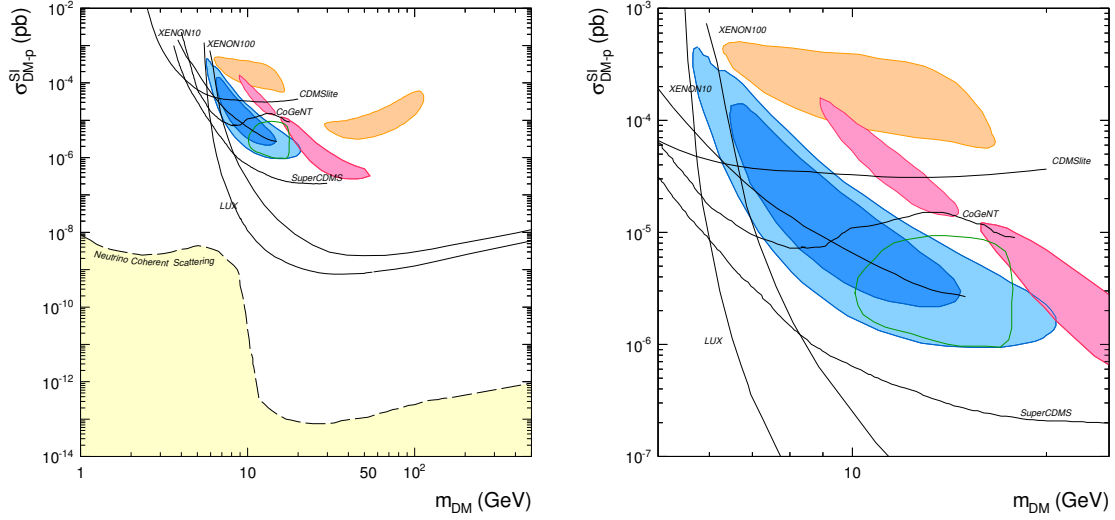 σ^SI_DM-p (pb)
10^-2
10^-4
10^-6
10^-8
10^-10
10^-12
10^-14
XENON10
XENON100
CDMSlite
CoGeNT
SuperCDMS
LUX
Neutrino Coherent Scattering
1
10
50
10^2
m_DM (GeV)
σ^SI_DM-p (pb)
10^-3
10^-4
10^-5
10^-6
10^-7
XENON100
XENON10
CDMSlite
CoGeNT
LUX
SuperCDMS
10
m_DM (GeV)